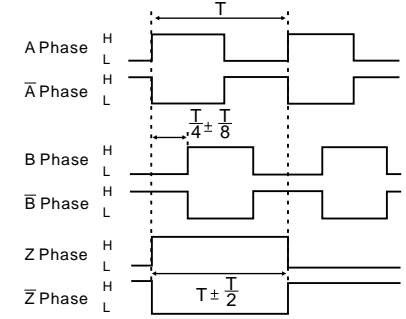 T
A Phase H
L
A̅ Phase H
L
T/4 ± T/8
B Phase H
L
B̅ Phase H
L
Z Phase H
L
Z̅ Phase H
L
T ± T/2